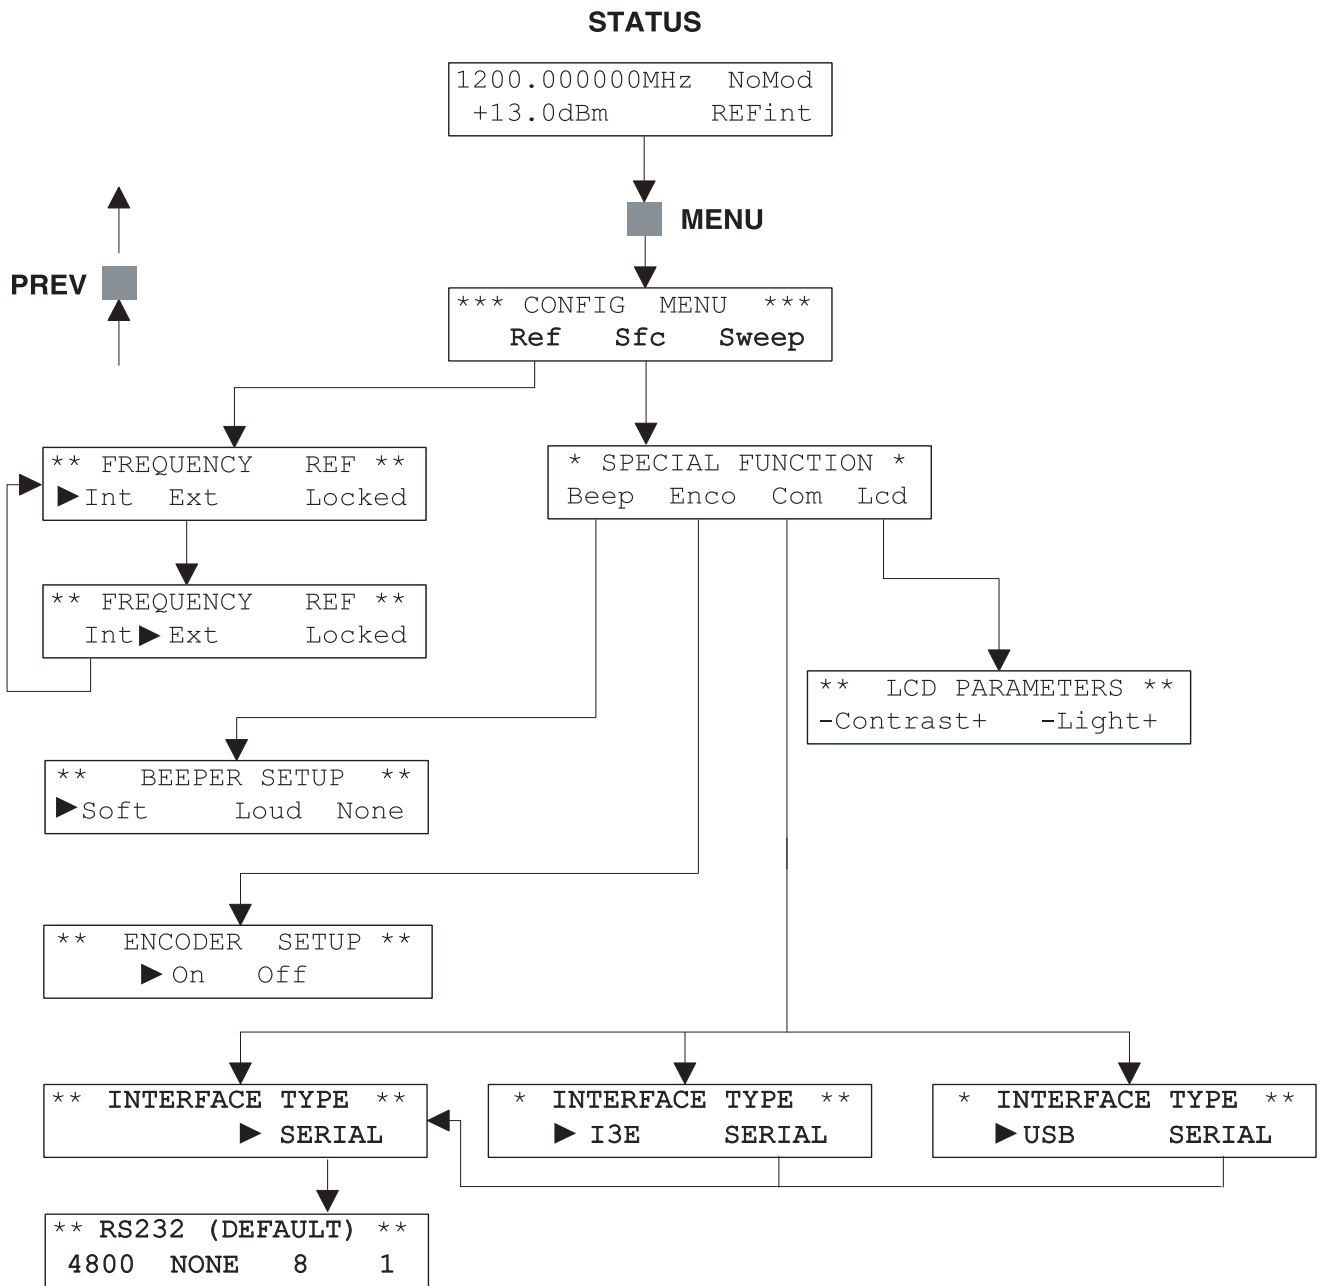 STATUS
1200.000000MHz NoMod
+13.0dBm REFint
MENU
PREV
*** CONFIG MENU ***
Ref Sfc Sweep
** FREQUENCY REF **
Int Ext Locked
* SPECIAL FUNCTION *
Beep Enco Com Lcd
** FREQUENCY REF **
Int Ext Locked
** LCD PARAMETERS **
-Contrast+ -Light+
** BEEPER SETUP **
Soft Loud None
** ENCODER SETUP **
On Off
** INTERFACE TYPE **
SERIAL
* INTERFACE TYPE **
I3E SERIAL
* INTERFACE TYPE **
USB SERIAL
** RS232 (DEFAULT) **
4800 NONE 8 1